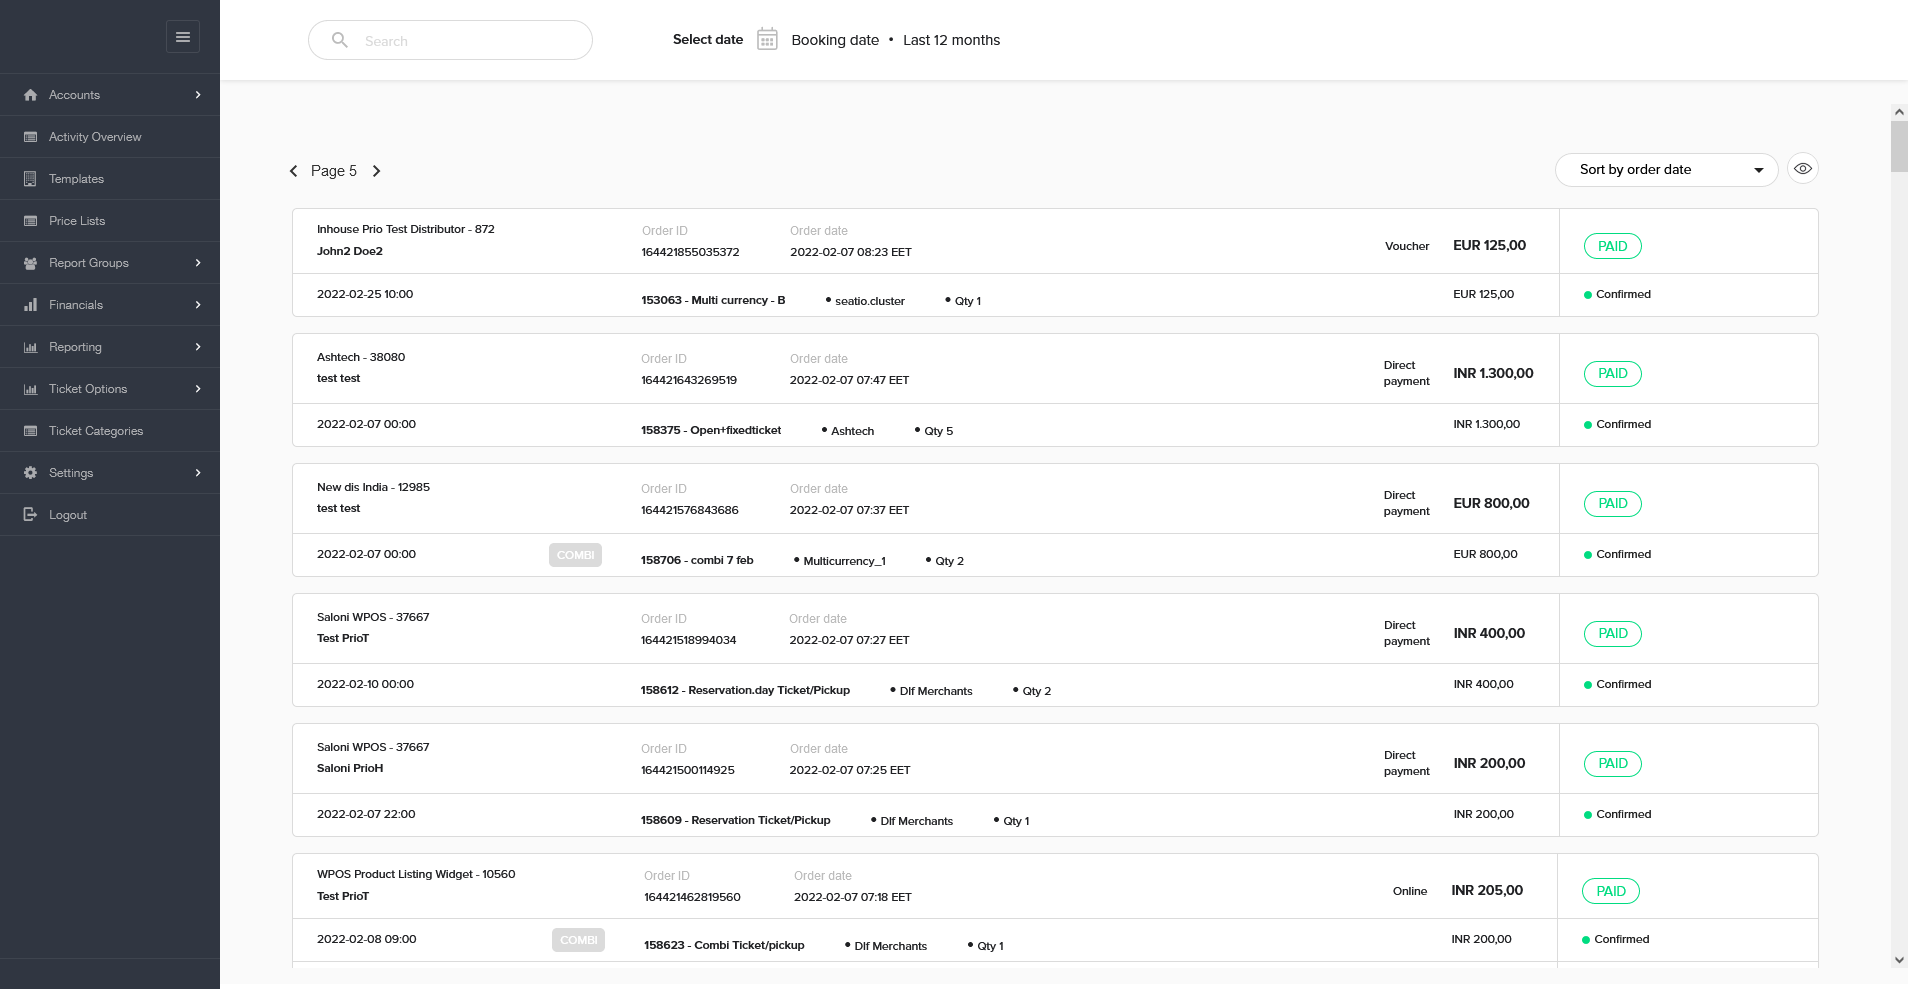 Search
Select date Booking date • Last 12 months
Accounts
Activity Overview
Templates
Price Lists
Report Groups
Financials
Reporting
Ticket Options
Ticket Categories
Settings
Logout
Page 5
Sort by order date
Inhouse Prio Test Distributor - 872 Order ID Order date
John2 Doe2 164421855035372 2022-02-07 08:23 EET Voucher EUR 125,00 PAID
2022-02-25 10:00 153063 - Multi currency - B • seatio.cluster • Qty 1 EUR 125,00 Confirmed
Ashtech - 38080 Order ID Order date Direct
test test 164421643269519 2022-02-07 07:47 EET payment INR 1.300,00 PAID
2022-02-07 00:00 158375 - Open+fixedticket • Ashtech • Qty 5 INR 1.300,00 Confirmed
New dis India - 12985 Order ID Order date Direct
test test 164421576843686 2022-02-07 07:37 EET payment EUR 800,00 PAID
2022-02-07 00:00 COMBI 158706 - combi 7 feb • Multicurrency_1 • Qty 2 EUR 800,00 Confirmed
Saloni WPOS - 37667 Order ID Order date Direct
Test PrioT 164421518994034 2022-02-07 07:27 EET payment INR 400,00 PAID
2022-02-10 00:00 158612 - Reservation.day Ticket/Pickup • Dlf Merchants • Qty 2 INR 400,00 Confirmed
Saloni WPOS - 37667 Order ID Order date Direct
Saloni PrioH 164421500114925 2022-02-07 07:25 EET payment INR 200,00 PAID
2022-02-07 22:00 158609 - Reservation Ticket/Pickup • Dlf Merchants • Qty 1 INR 200,00 Confirmed
WPOS Product Listing Widget - 10560 Order ID Order date
Test PrioT 164421462819560 2022-02-07 07:18 EET Online INR 205,00 PAID
2022-02-08 09:00 COMBI 158623 - Combi Ticket/pickup • Dlf Merchants • Qty 1 INR 200,00 Confirmed